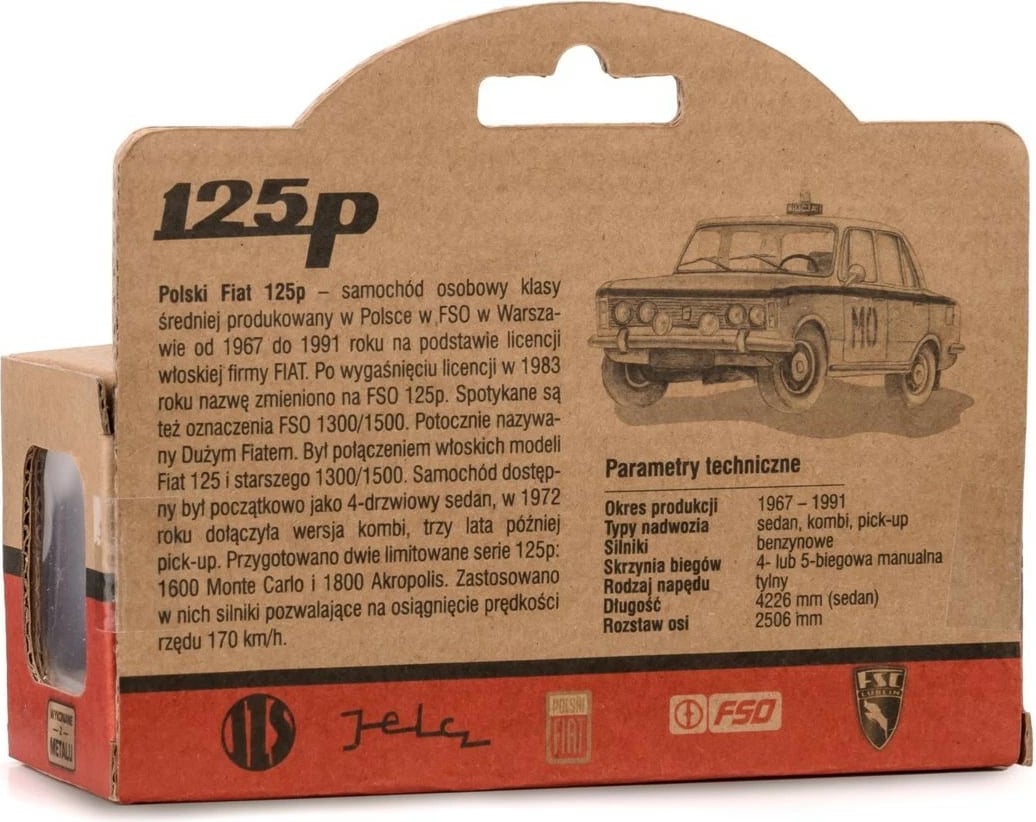 125p
Polski Fiat 125p – samochód osobowy klasy
średniej produkowany w Polsce w FSO w Warsza-
wie od 1967 do 1991 roku na podstawie licencji
włoskiej firmy FIAT. Po wygaśnięciu licencji w 1983
roku nazwę zmieniono na FSO 125p. Spotykane są
też oznaczenia FSO 1300/1500. Potocznie nazywa-
ny Dużym Fiatem. Był połączeniem włoskich modeli
Fiat 125 i starszego 1300/1500. Samochód dostęp-
ny był początkowo jako 4-drzwiowy sedan, w 1972
roku dołączyła wersja kombi, trzy lata później
pick-up. Przygotowano dwie limitowane serie 125p:
1600 Monte Carlo i 1800 Akropolis. Zastosowano
w nich silniki pozwalające na osiągnięcie prędkości
rzędu 170 km/h.
MO
Parametry techniczne
Okres produkcji 1967 – 1991
Typy nadwozia sedan, kombi, pick-up
Silniki benzynowe
Skrzynia biegów 4- lub 5-biegowa manualna
Rodzaj napędu tylny
Długość 4226 mm (sedan)
Rozstaw osi 2506 mm
WYKONANE
Z
METALU
Jelcz
POLSKI
FIAT
FSO
FSC
LUBLIN